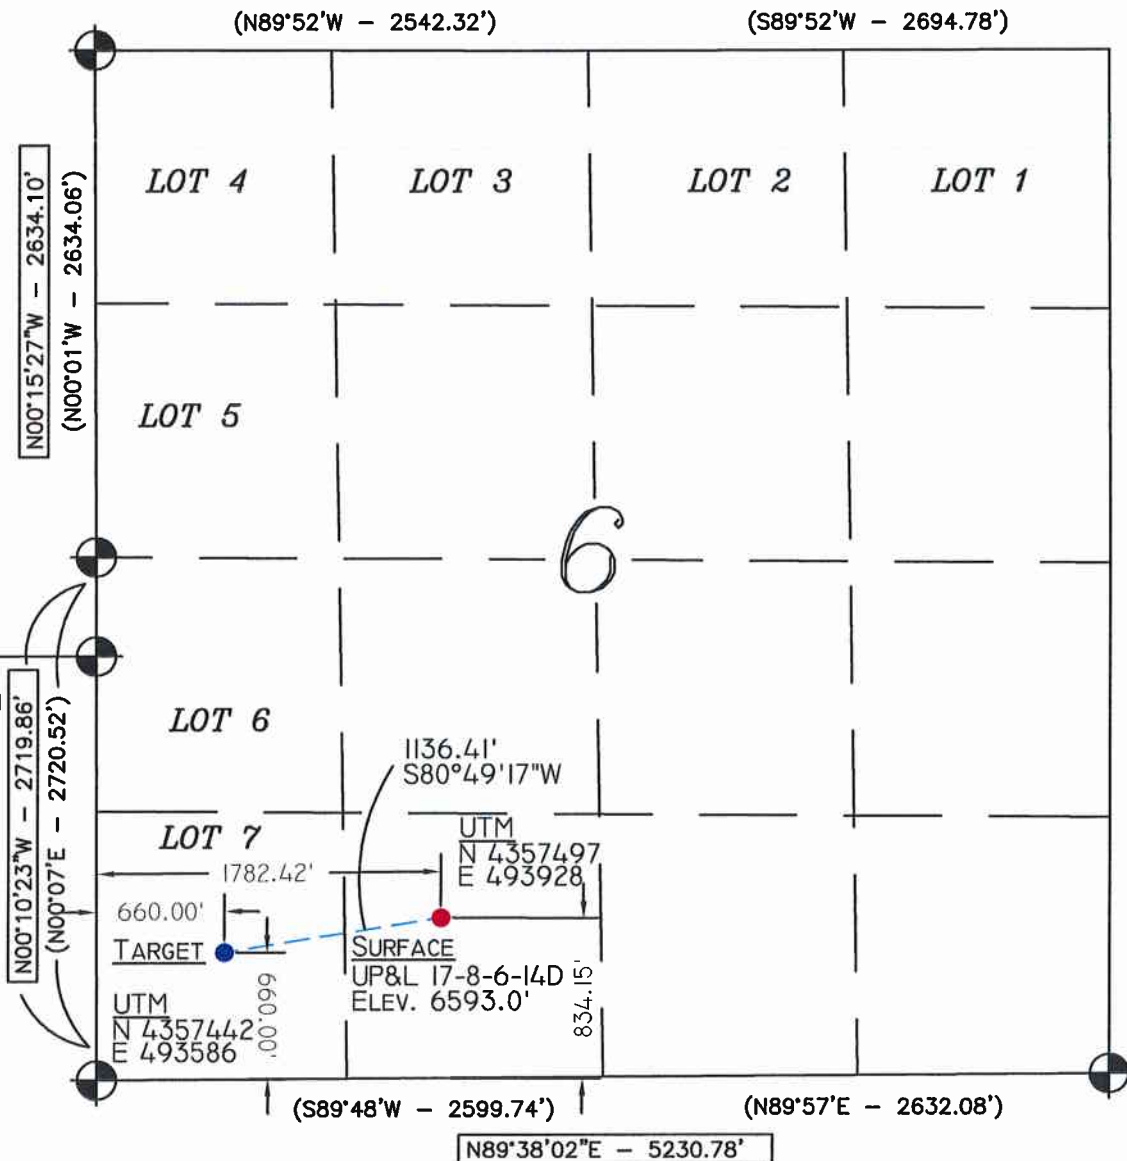 (N89°52'W – 2542.32')
(S89°52'W – 2694.78')
N00°15'27"W – 2634.10'
(N00°01'W – 2634.06')
LOT 4
LOT 3
LOT 2
LOT 1
LOT 5
6
N00°10'23"W – 2719.86'
(N00°07'E – 2720.52')
LOT 6
1136.41'
S80°49'17"W
LOT 7
UTM
N 4357497
E 493928
1782.42'
660.00'
TARGET
SURFACE
UP&L 17-8-6-14D
ELEV. 6593.0'
834.15'
660.00'
UTM
N 4357442
E 493586
(S89°48'W – 2599.74')
(N89°57'E – 2632.08')
N89°38'02"E – 5230.78'